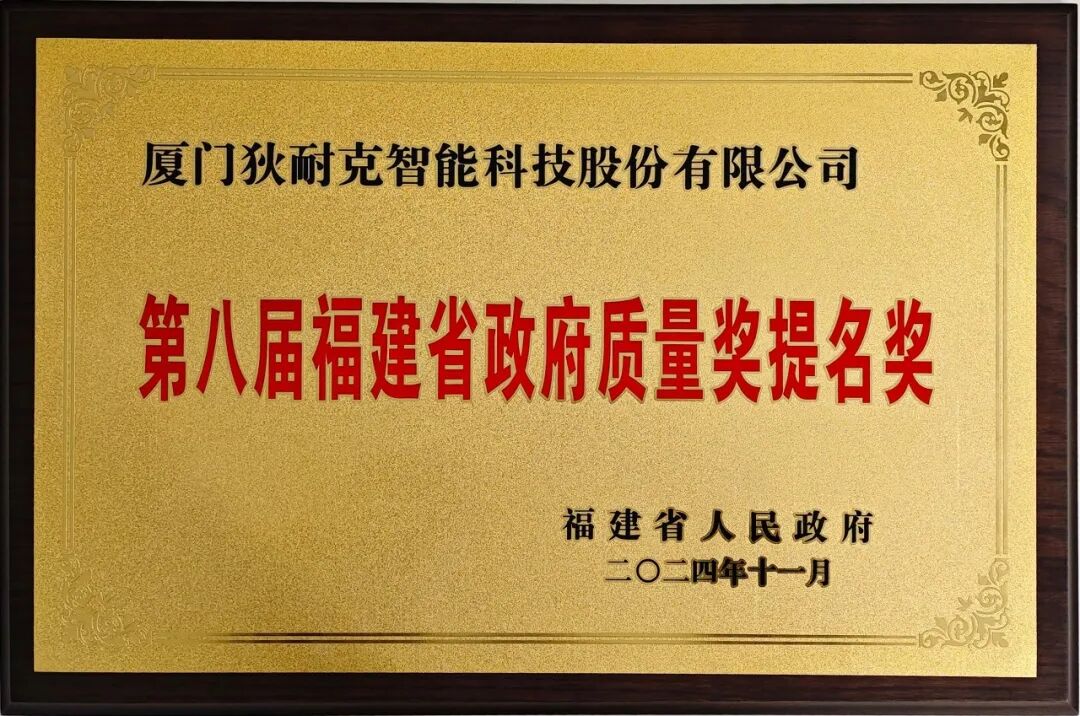 厦门狄耐克智能科技股份有限公司
第八届福建省政府质量奖提名奖
福建省人民政府
二〇二四年十一月